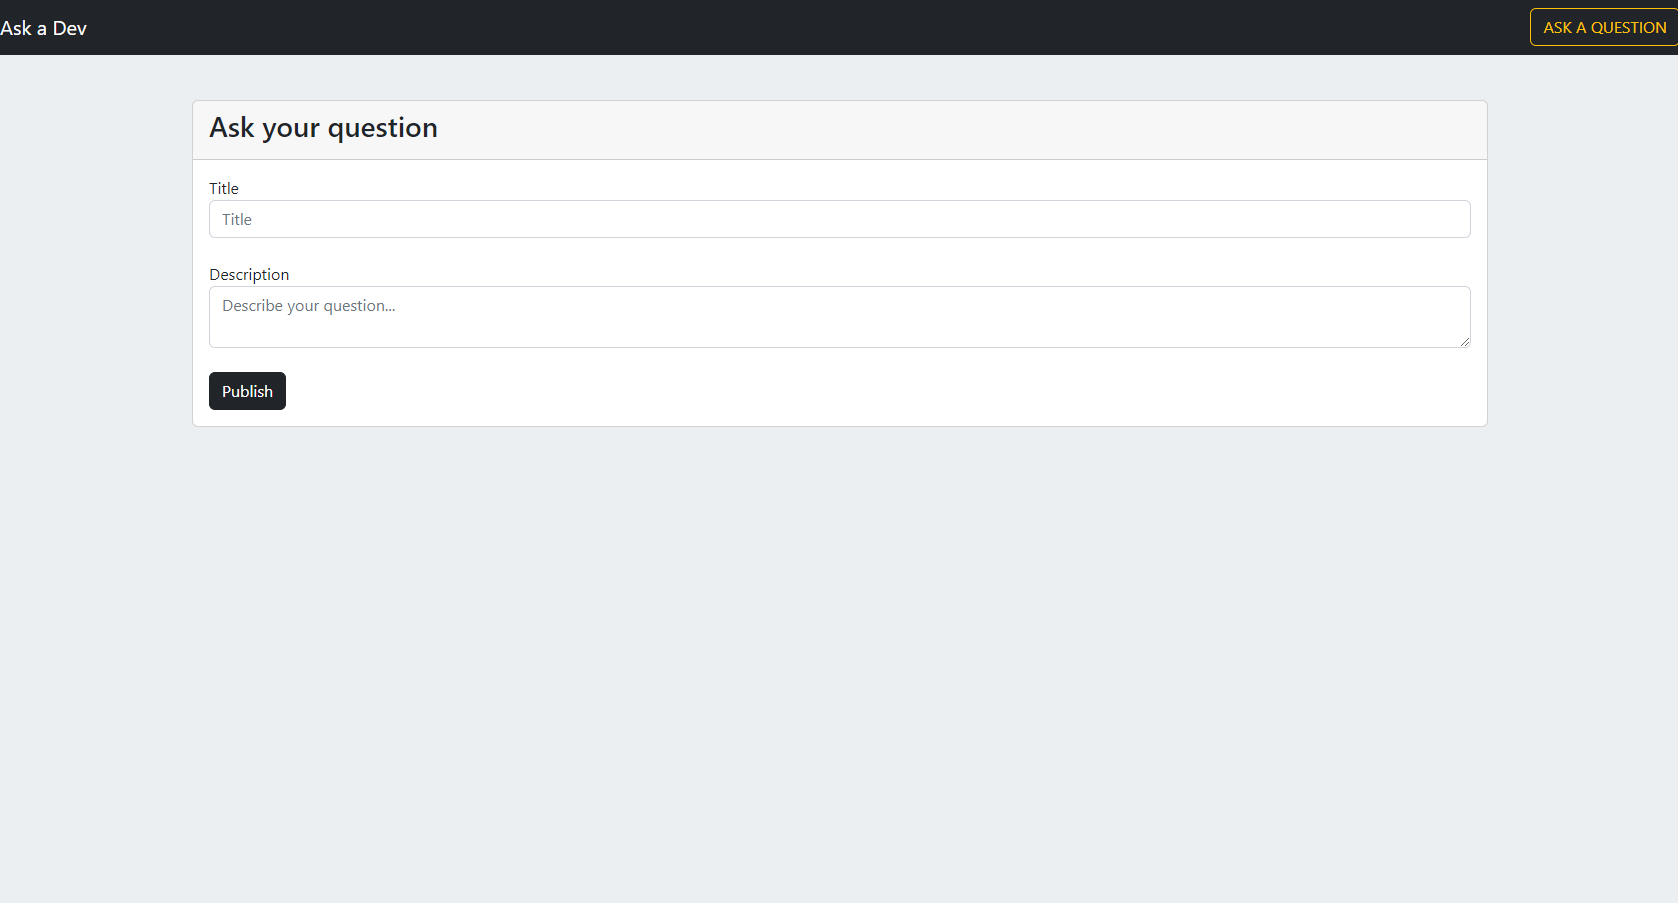 Ask a Dev
ASK A QUESTION
Ask your question
Title
Title
Description
Describe your question...
Publish